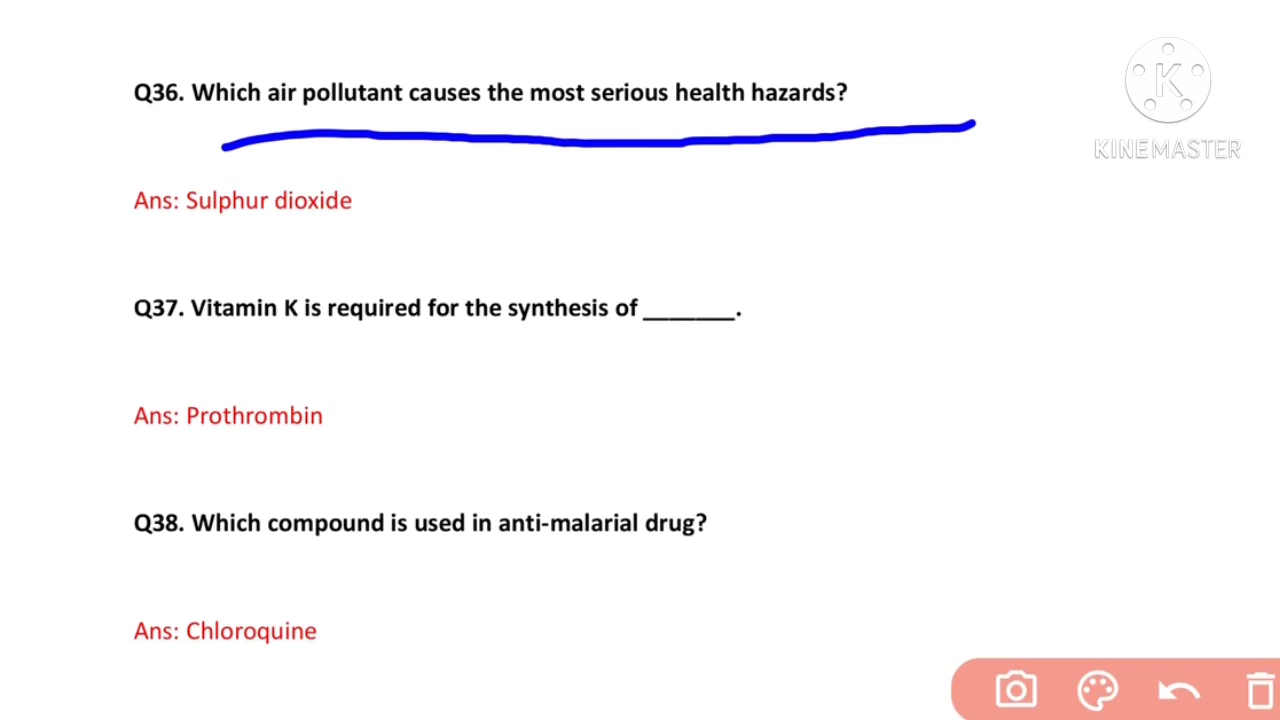 Q36. Which air pollutant causes the most serious health hazards?
K
KINEMASTER
Ans: Sulphur dioxide
Q37. Vitamin K is required for the synthesis of _______.
Ans: Prothrombin
Q38. Which compound is used in anti-malarial drug?
Ans: Chloroquine